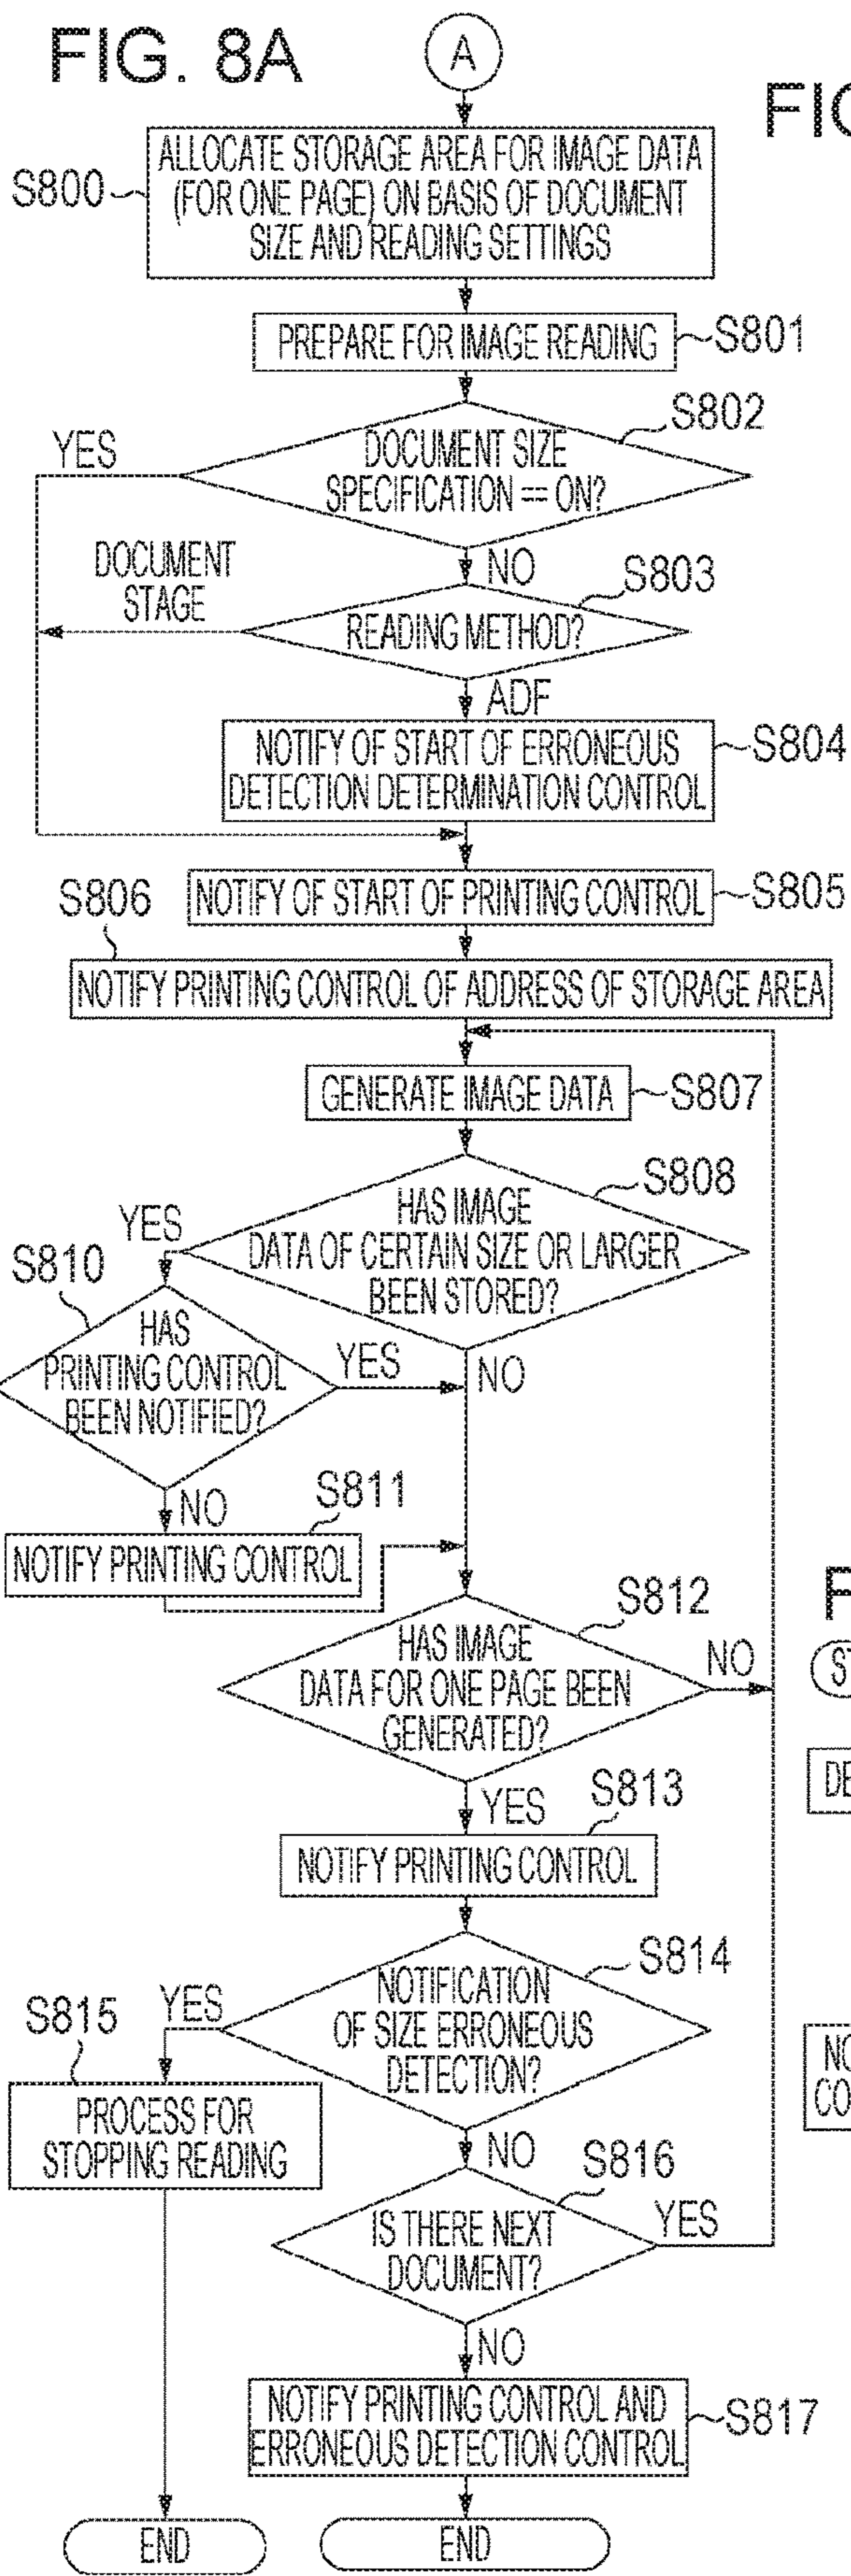 FIG. 8A
A
FIG
S800
ALLOCATE STORAGE AREA FOR IMAGE DATA
(FOR ONE PAGE) ON BASIS OF DOCUMENT
SIZE AND READING SETTINGS
PREPARE FOR IMAGE READING
S801
S802
YES
DOCUMENT SIZE
SPECIFICATION == ON?
NO
DOCUMENT
STAGE
S803
READING METHOD?
ADF
NOTIFY OF START OF ERRONEOUS
DETECTION DETERMINATION CONTROL
S804
NOTIFY OF START OF PRINTING CONTROL
S805
S806
NOTIFY PRINTING CONTROL OF ADDRESS OF STORAGE AREA
GENERATE IMAGE DATA
S807
S808
YES
HAS IMAGE
DATA OF CERTAIN SIZE OR LARGER
BEEN STORED?
NO
S810
HAS
PRINTING CONTROL
BEEN NOTIFIED?
YES
NO
S811
NOTIFY PRINTING CONTROL
S812
HAS IMAGE
DATA FOR ONE PAGE BEEN
GENERATED?
NO
YES
S813
NOTIFY PRINTING CONTROL
S814
NOTIFICATION
OF SIZE ERRONEOUS
DETECTION?
YES
S815
PROCESS FOR
STOPPING READING
NO
S816
IS THERE NEXT
DOCUMENT?
YES
NO
NOTIFY PRINTING CONTROL AND
ERRONEOUS DETECTION CONTROL
S817
END
END
F
ST
DE
NO
CO